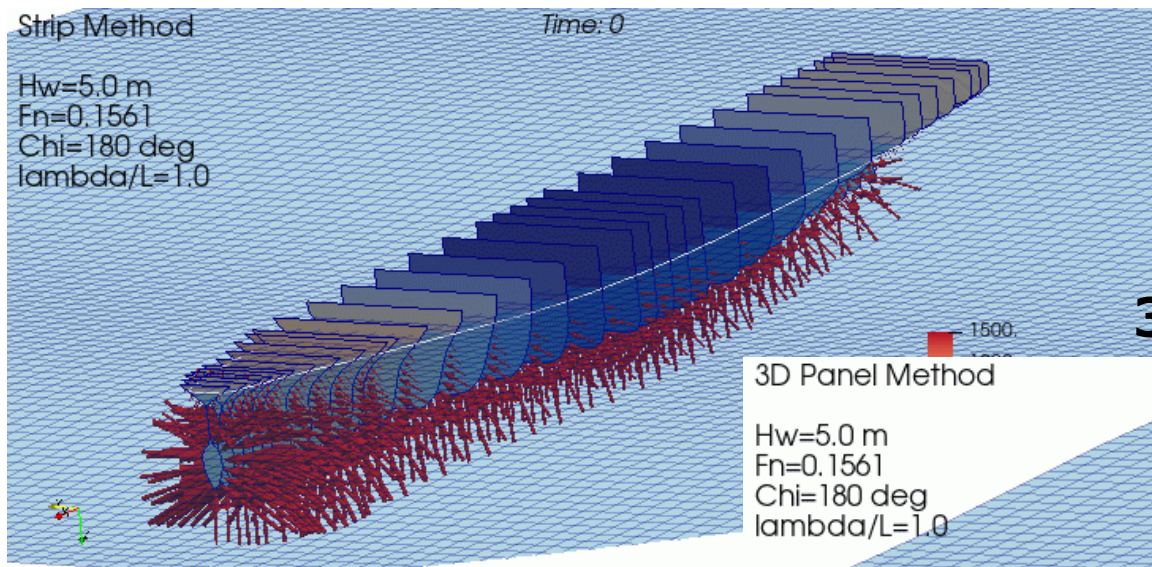 Strip Method
Time: 0
Hw=5.0 m
Fn=0.1561
Chi=180 deg
lambda/L=1.0
3
1500.
3D Panel Method
Hw=5.0 m
Fn=0.1561
Chi=180 deg
lambda/L=1.0